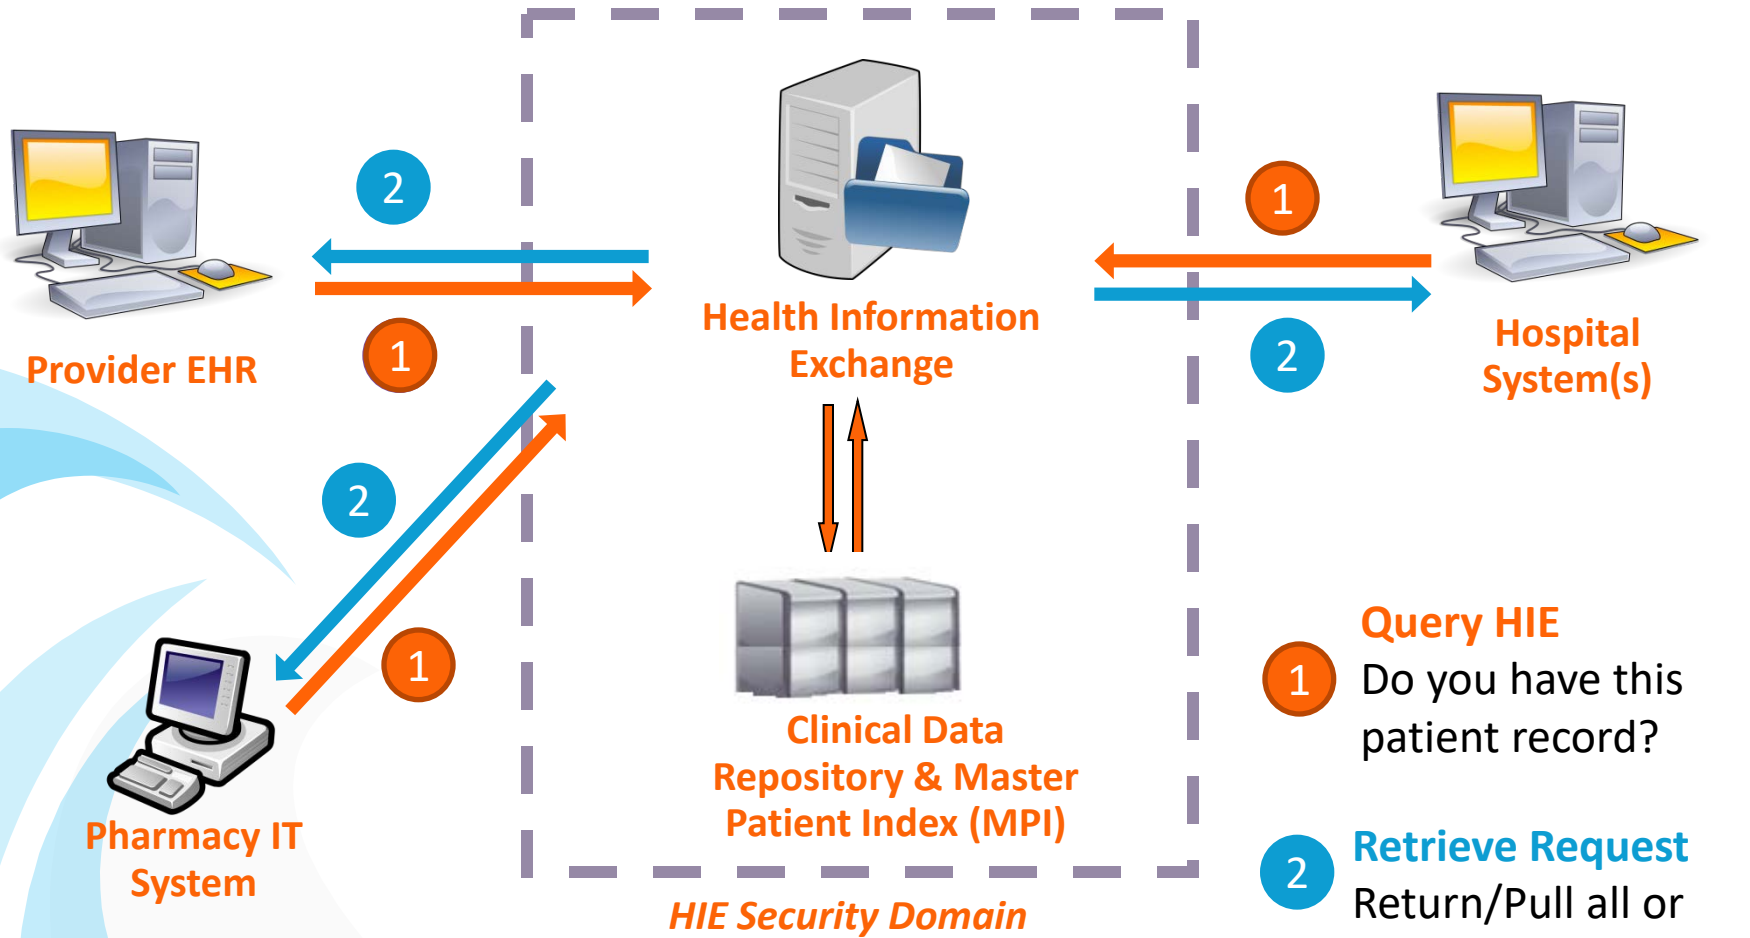 2
1
Health Information
Exchange
Provider EHR
1
2
Hospital
System(s)
2
1
Clinical Data
Repository & Master
Patient Index (MPI)
Pharmacy IT
System
HIE Security Domain
1
Query HIE
Do you have this
patient record?
2
Retrieve Request
Return/Pull all or